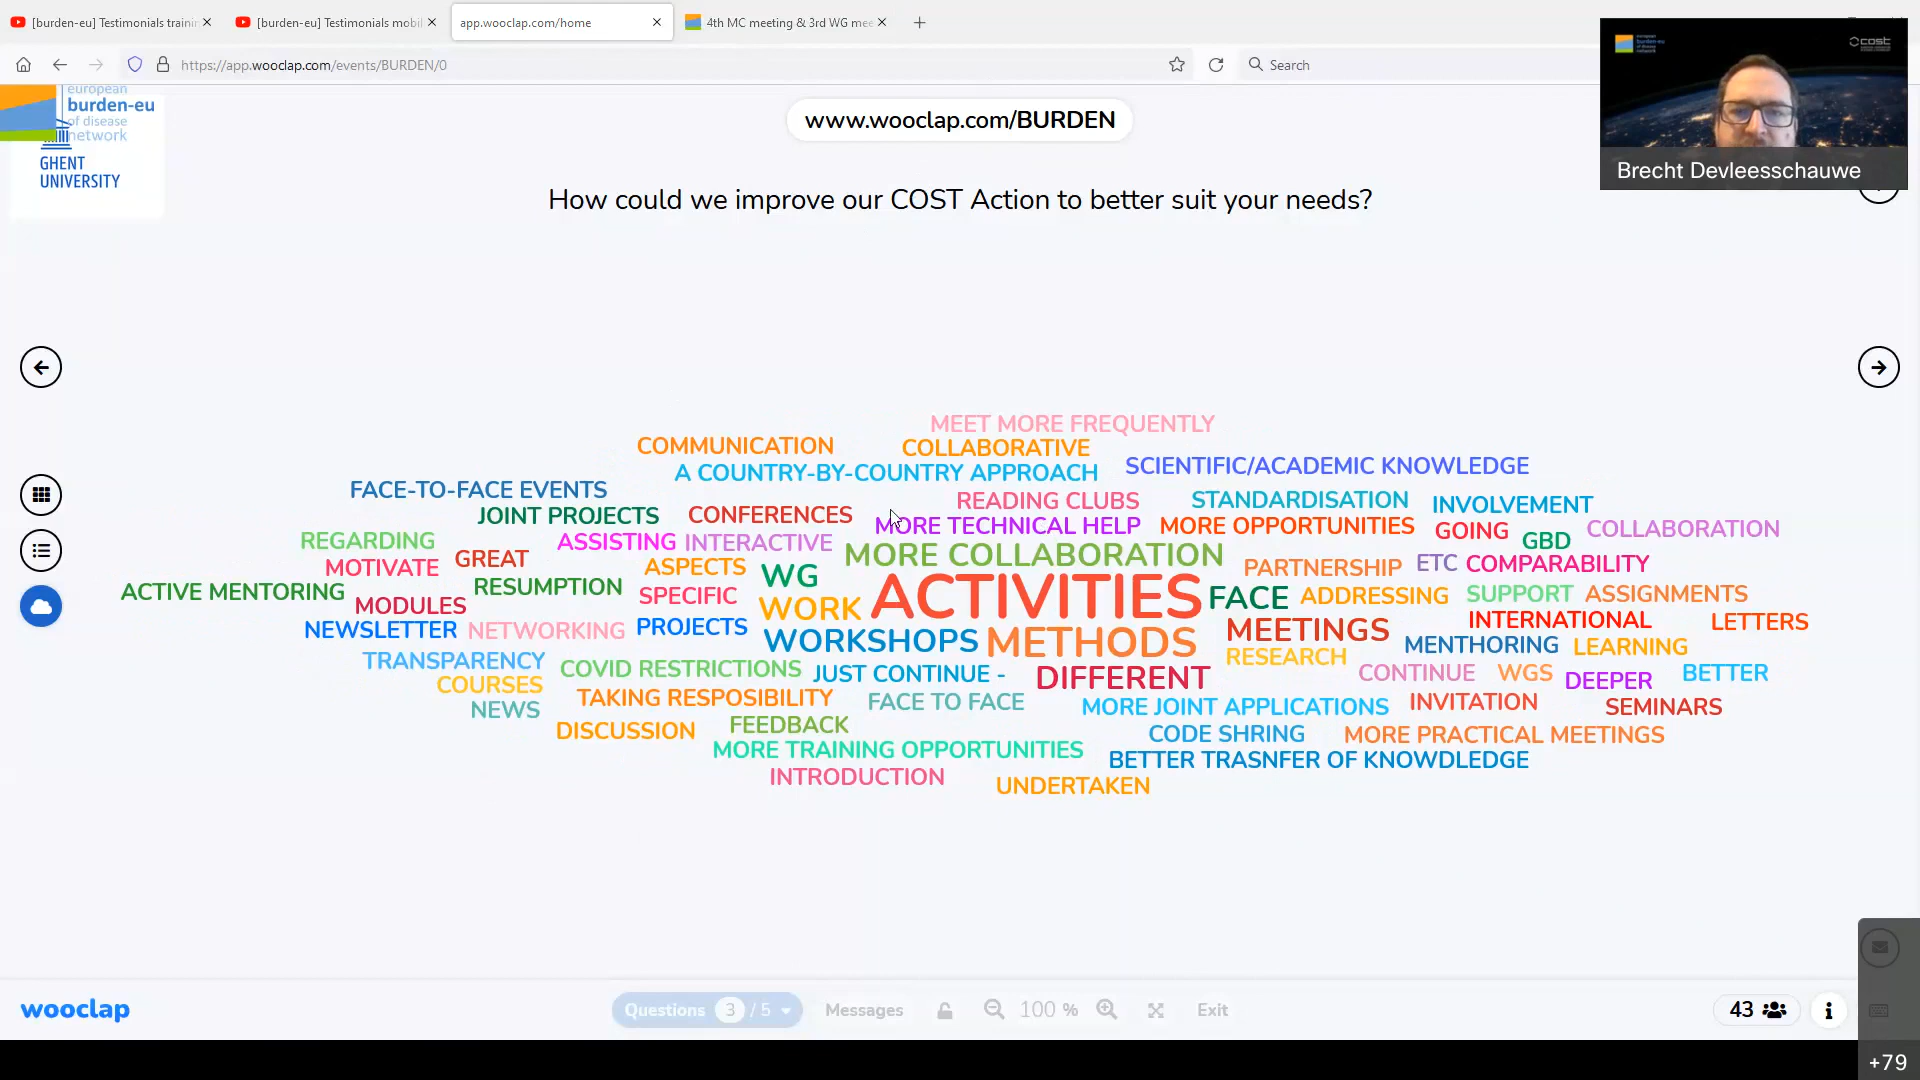 [burden-eu] Testimonials traini
[burden-eu] Testimonials mobil
app.wooclap.com/home
4th MC meeting & 3rd WG mee
https://app.wooclap.com/events/BURDEN/0
Search
european
burden-eu
of disease
network
GHENT
UNIVERSITY
cost
Brecht Devleesschauwe
www.wooclap.com/BURDEN
How could we improve our COST Action to better suit your needs?
MEET MORE FREQUENTLY
COMMUNICATION COLLABORATIVE
A COUNTRY-BY-COUNTRY APPROACH SCIENTIFIC/ACADEMIC KNOWLEDGE
FACE-TO-FACE EVENTS READING CLUBS STANDARDISATION INVOLVEMENT
JOINT PROJECTS CONFERENCES MORE TECHNICAL HELP MORE OPPORTUNITIES GOING COLLABORATION
REGARDING ASSISTING INTERACTIVE GBD
MOTIVATE GREAT ASPECTS WG MORE COLLABORATION PARTNERSHIP ETC COMPARABILITY
ACTIVE MENTORING RESUMPTION SPECIFIC ACTIVITIES FACE ADDRESSING SUPPORT ASSIGNMENTS
MODULES WORK INTERNATIONAL LETTERS
NEWSLETTER NETWORKING PROJECTS WORKSHOPS METHODS MEETINGS MENTHORING LEARNING
TRANSPARENCY COVID RESTRICTIONS JUST CONTINUE - DIFFERENT RESEARCH CONTINUE WGS DEEPER BETTER
COURSES TAKING RESPOSIBILITY FACE TO FACE MORE JOINT APPLICATIONS INVITATION SEMINARS
NEWS
DISCUSSION FEEDBACK CODE SHRING MORE PRACTICAL MEETINGS
MORE TRAINING OPPORTUNITIES BETTER TRASNFER OF KNOWDLEDGE
INTRODUCTION UNDERTAKEN
wooclap
Questions 3 / 5
Messages
100 %
Exit
43
+79